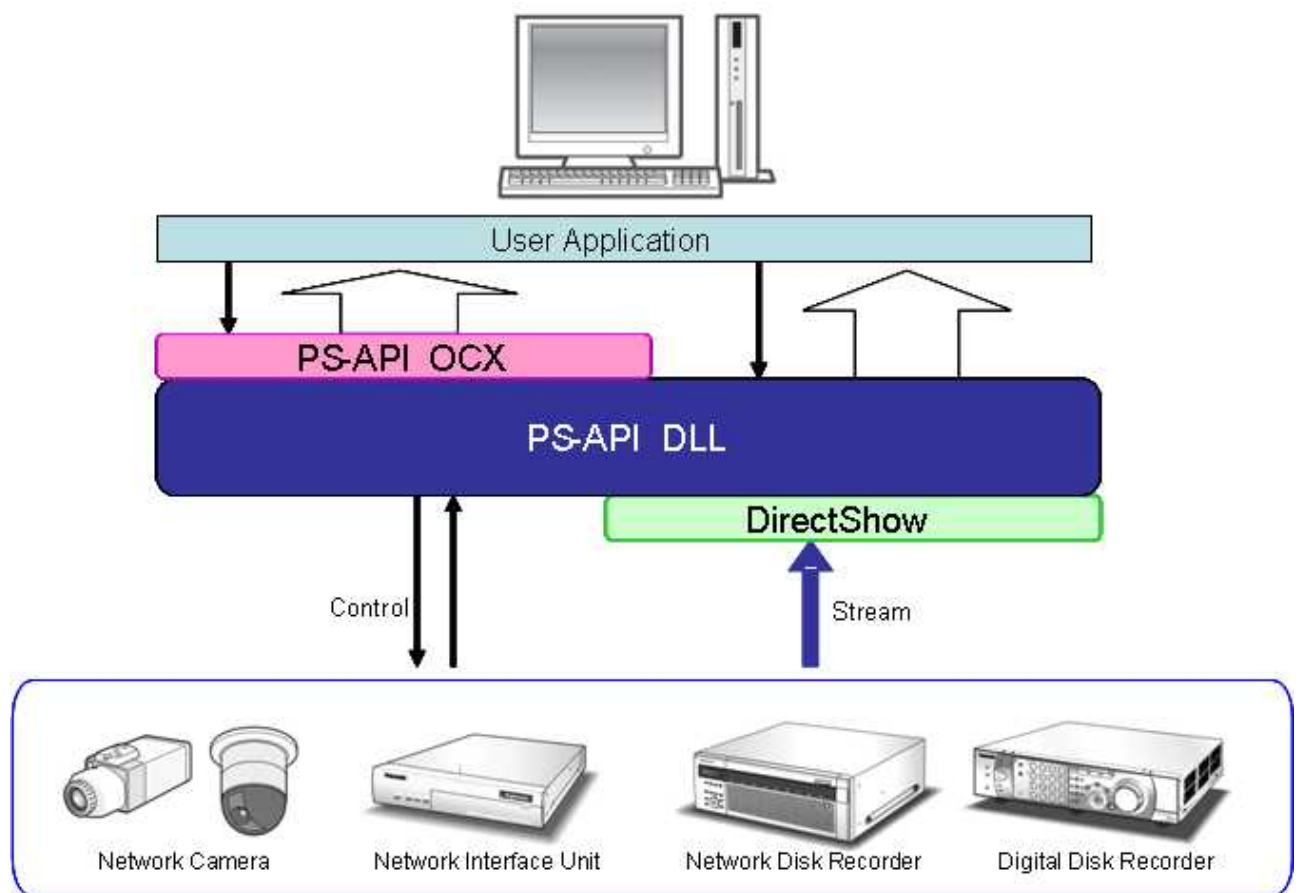 User Application
PS-API OCX
PS-API DLL
DirectShow
Control
Stream
Network Camera
Network Interface Unit
Network Disk Recorder
Digital Disk Recorder